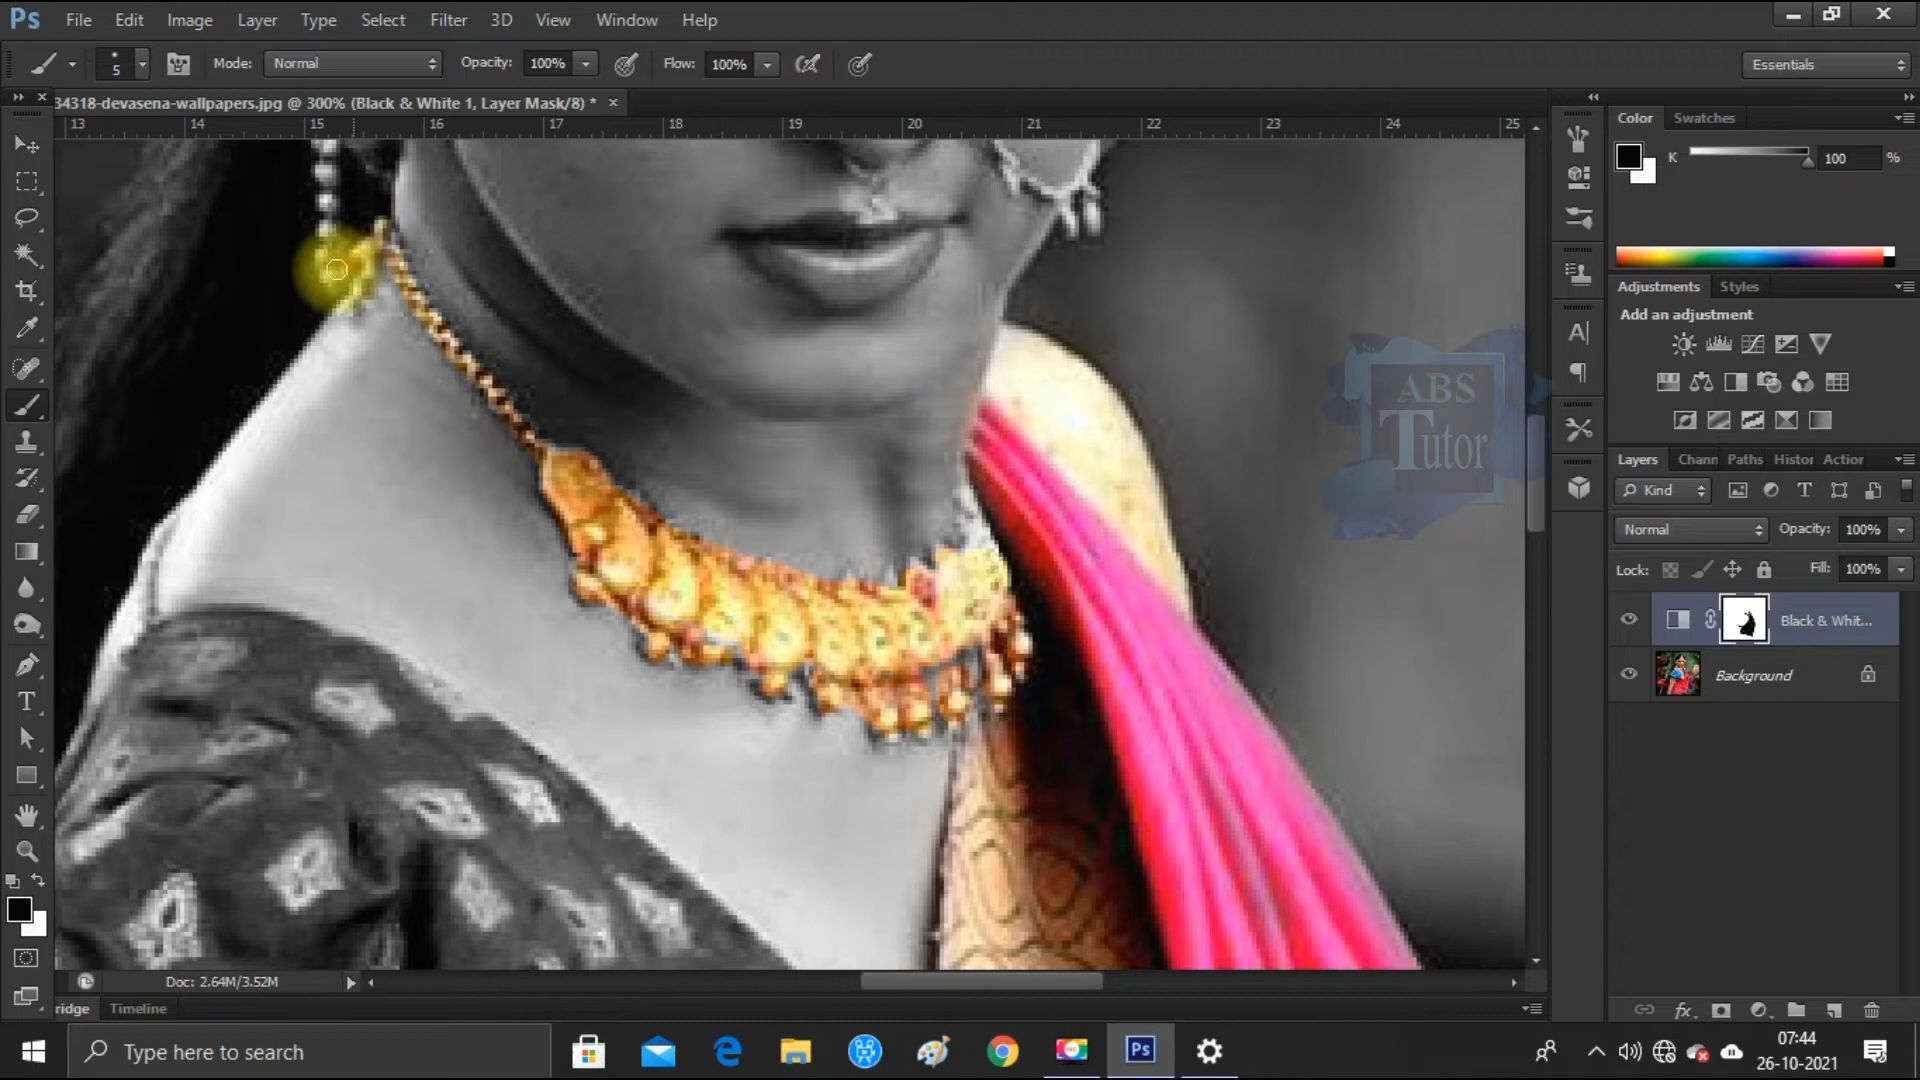 Ps File Edit Image Layer Type Select Filter 3D View Window Help
5 Mode: Normal Opacity: 100% Flow: 100% Essentials
34318-devasena-wallpapers.jpg @ 300% (Black & White 1, Layer Mask/8) * ×
13 14 15 16 17 18 19 20 21 22 23 24 25
Color Swatches
K 100 %
Adjustments Styles
Add an adjustment
ABS
Tutor
Layers Chann Paths Histor Action
Kind
Normal Opacity: 100%
Lock: Fill: 100%
Black & Whit...
Background
Doc: 2.64M/3.52M
ridge Timeline
Type here to search
Ps
07:44
26-10-2021